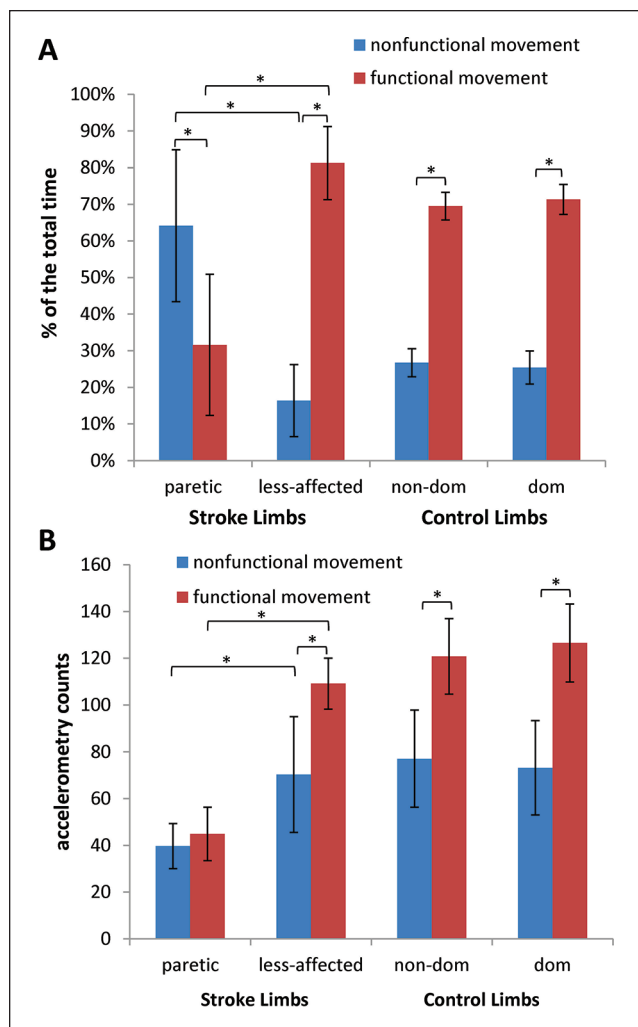 A
nonfunctional movement
functional movement
% of the total time
100%
90%
80%
70%
60%
50%
40%
30%
20%
10%
0%
* * * * * *
paretic less-affected non-dom dom
Stroke Limbs Control Limbs
B
nonfunctional movement
functional movement
accelerometry counts
160
140
120
100
80
60
40
20
0
* * * * *
paretic less-affected non-dom dom
Stroke Limbs Control Limbs